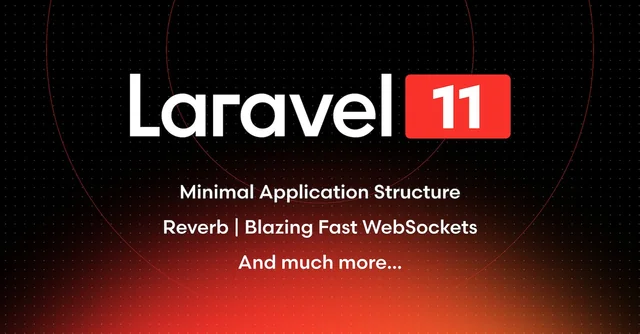 Laravel 11
Minimal Application Structure
Reverb | Blazing Fast WebSockets
And much more...